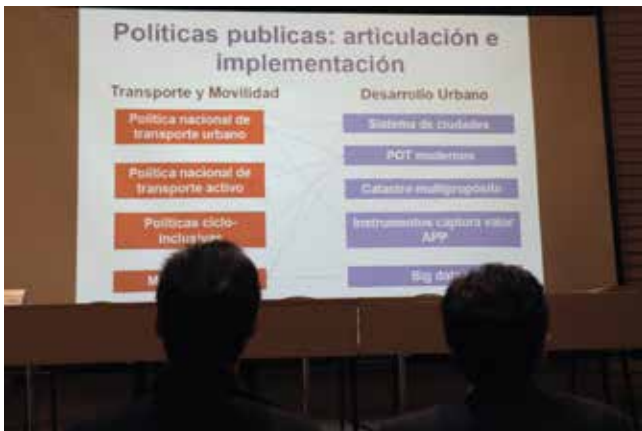 Políticas publicas: articulación e
implementación
Transporte y Movilidad
Política nacional de
transporte urbano
Política nacional de
transporte activo
Políticas ciclo-
inclusivas
Desarrollo Urbano
Sistema de ciudades
POT modernos
Catastro multipropósito
Instrumentos captura valor
APP
Big data